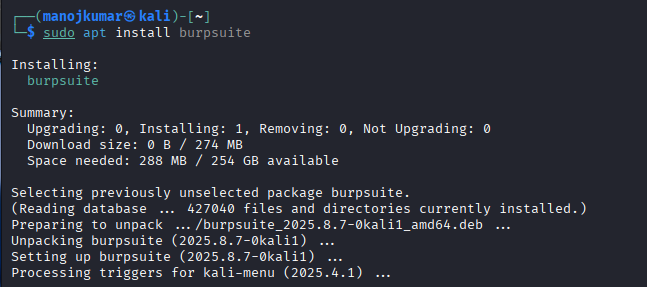 ┌──(manojkumar㉿kali)-[~]
└─$ sudo apt install burpsuite
Installing:
  burpsuite
Summary:
  Upgrading: 0, Installing: 1, Removing: 0, Not Upgrading: 0
  Download size: 0 B / 274 MB
  Space needed: 288 MB / 254 GB available
Selecting previously unselected package burpsuite.
(Reading database ... 427040 files and directories currently installed.)
Preparing to unpack .../burpsuite_2025.8.7-0kali1_amd64.deb ...
Unpacking burpsuite (2025.8.7-0kali1) ...
Setting up burpsuite (2025.8.7-0kali1) ...
Processing triggers for kali-menu (2025.4.1) ...